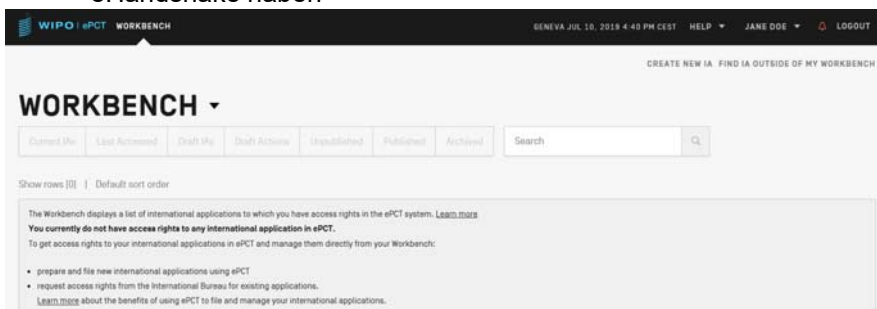 eHandshake haben
WIPO | ePCT WORKBENCH
GENEVA JUL 10, 2019 4:40 PM CEST HELP JANE DOE LOGOUT
CREATE NEW IA FIND IA OUTSIDE OF MY WORKBENCH
WORKBENCH
Current IAs Last Accessed Draft IAs Draft Actions Unpublished Published Archived Search
Show rows [0] | Default sort order
The Workbench displays a list of international applications to which you have access rights in the ePCT system. Learn more
You currently do not have access rights to any international application in ePCT.
To get access rights to your international applications in ePCT and manage them directly from your Workbench:
• prepare and file new international applications using ePCT
• request access rights from the International Bureau for existing applications.
Learn more about the benefits of using ePCT to file and manage your international applications.